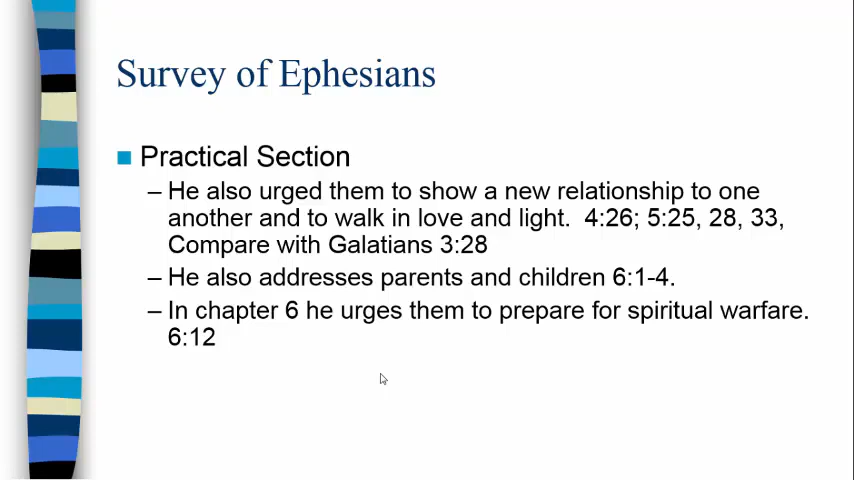 Survey of Ephesians
Practical Section
– He also urged them to show a new relationship to one
another and to walk in love and light.  4:26; 5:25, 28, 33,
Compare with Galatians 3:28
– He also addresses parents and children 6:1-4.
– In chapter 6 he urges them to prepare for spiritual warfare.
6:12